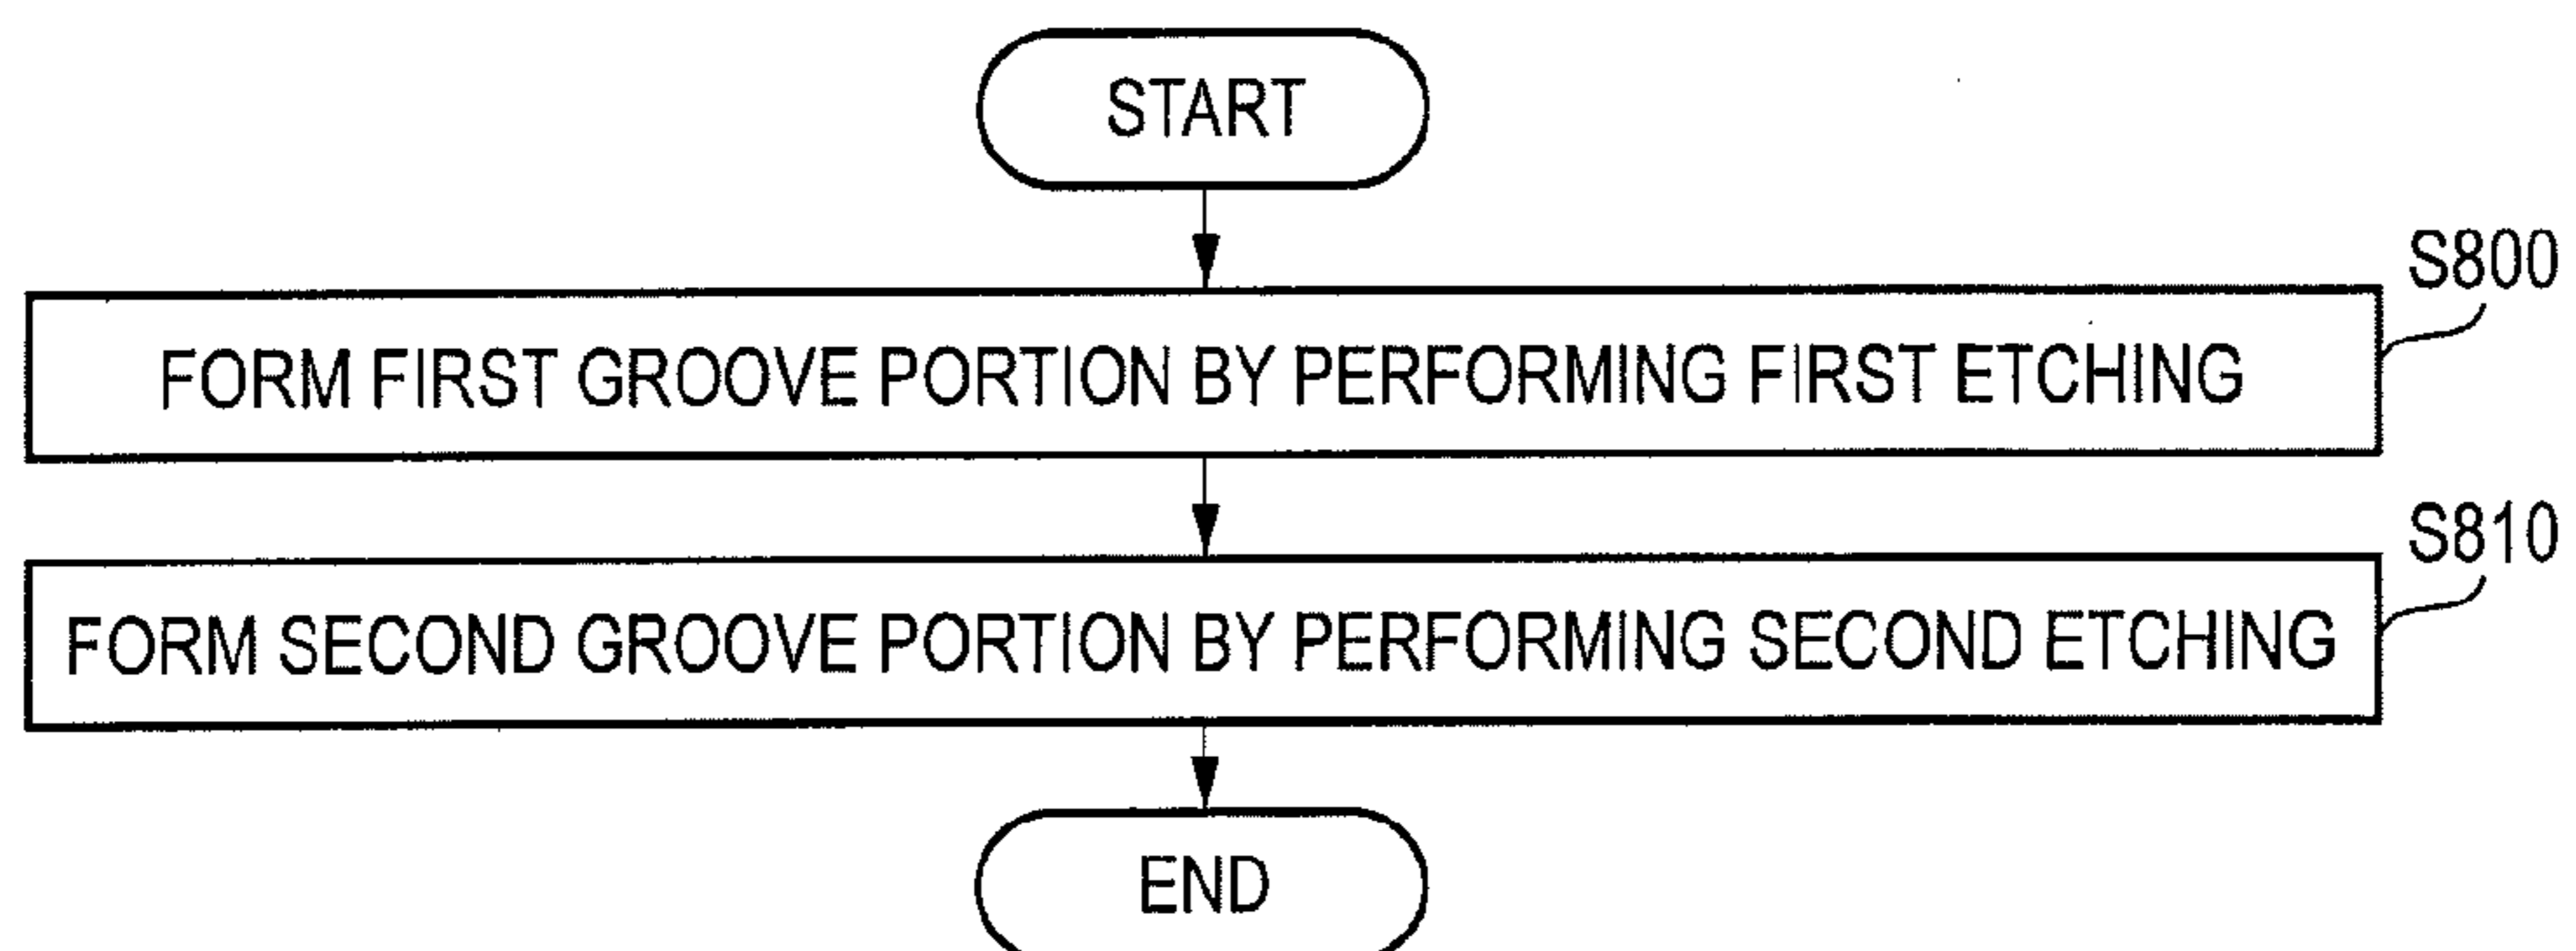 START
S800
FORM FIRST GROOVE PORTION BY PERFORMING FIRST ETCHING
S810
FORM SECOND GROOVE PORTION BY PERFORMING SECOND ETCHING
END